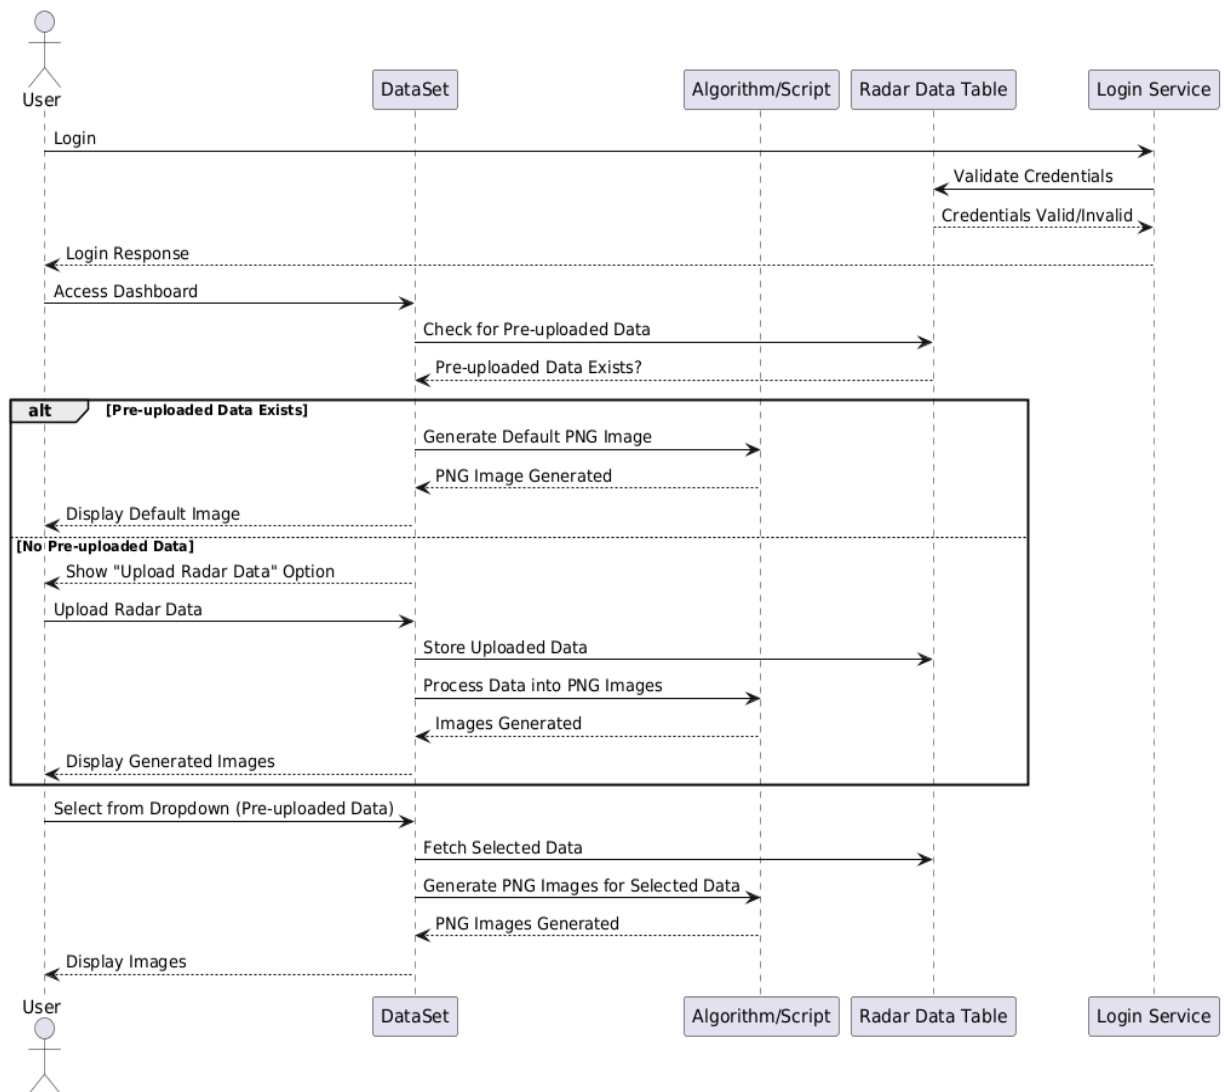 User
DataSet
Algorithm/Script
Radar Data Table
Login Service
Login
Validate Credentials
Credentials Valid/Invalid
Login Response
Access Dashboard
Check for Pre-uploaded Data
Pre-uploaded Data Exists?
alt
[Pre-uploaded Data Exists]
Generate Default PNG Image
PNG Image Generated
Display Default Image
[No Pre-uploaded Data]
Show "Upload Radar Data" Option
Upload Radar Data
Store Uploaded Data
Process Data into PNG Images
Images Generated
Display Generated Images
Select from Dropdown (Pre-uploaded Data)
Fetch Selected Data
Generate PNG Images for Selected Data
PNG Images Generated
Display Images
User
DataSet
Algorithm/Script
Radar Data Table
Login Service